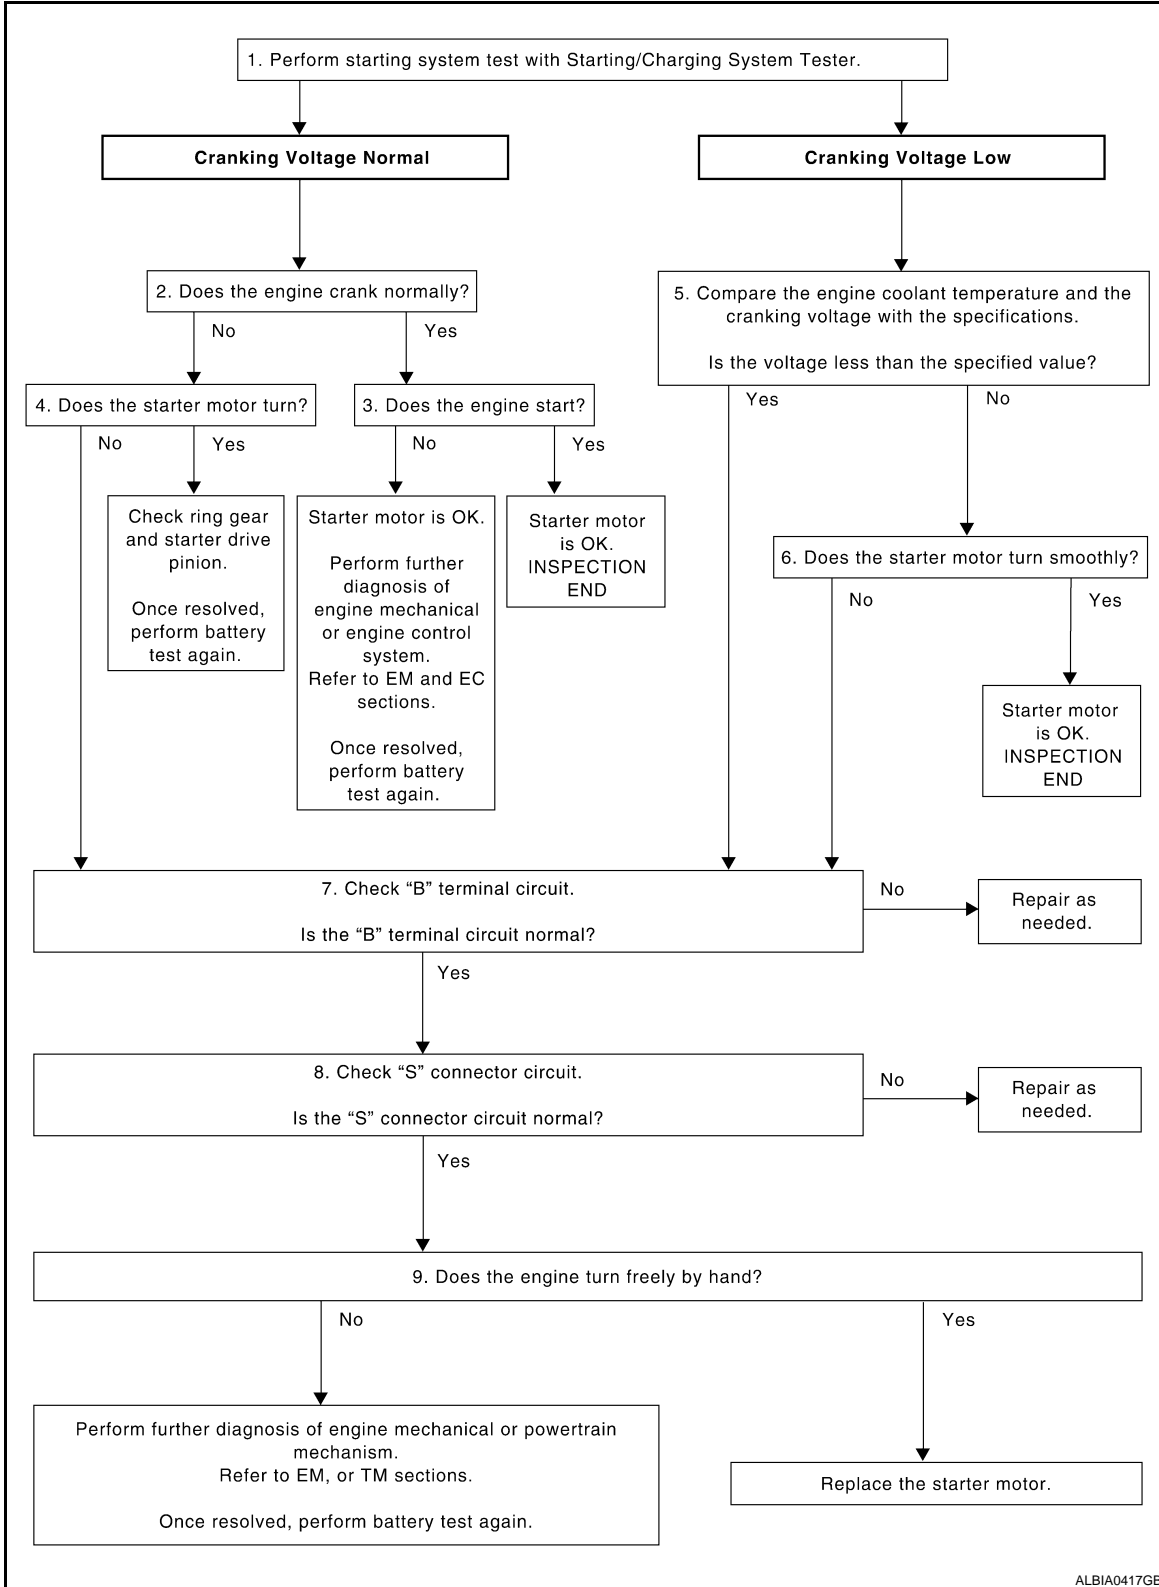 1. Perform starting system test with Starting/Charging System Tester.
Cranking Voltage Normal
Cranking Voltage Low
2. Does the engine crank normally?
No
Yes
5. Compare the engine coolant temperature and the
cranking voltage with the specifications.
Is the voltage less than the specified value?
Yes
No
4. Does the starter motor turn?
No
Yes
3. Does the engine start?
No
Yes
Check ring gear
and starter drive
pinion.
Once resolved,
perform battery
test again.
Starter motor is OK.
Perform further
diagnosis of
engine mechanical
or engine control
system.
Refer to EM and EC
sections.
Once resolved,
perform battery
test again.
Starter motor
is OK.
INSPECTION
END
6. Does the starter motor turn smoothly?
No
Yes
Starter motor
is OK.
INSPECTION
END
7. Check “B” terminal circuit.
Is the “B” terminal circuit normal?
No
Repair as
needed.
Yes
8. Check “S” connector circuit.
Is the “S” connector circuit normal?
No
Repair as
needed.
Yes
9. Does the engine turn freely by hand?
No
Yes
Perform further diagnosis of engine mechanical or powertrain
mechanism.
Refer to EM, or TM sections.
Once resolved, perform battery test again.
Replace the starter motor.
ALBIA0417GB